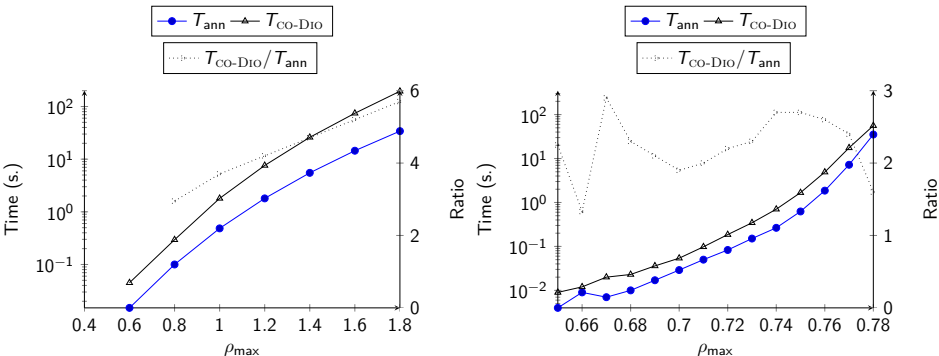 T_ann T_CO-DIO
T_CO-DIO/T_ann
Time (s.)
10^2
10^1
10^0
10^-1
6
4
2
0
Ratio
0.4 0.6 0.8 1 1.2 1.4 1.6 1.8
ρ_max
T_ann T_CO-DIO
T_CO-DIO/T_ann
Time (s.)
10^2
10^1
10^0
10^-1
10^-2
3
2
1
0
Ratio
0.66 0.68 0.7 0.72 0.74 0.76 0.78
ρ_max